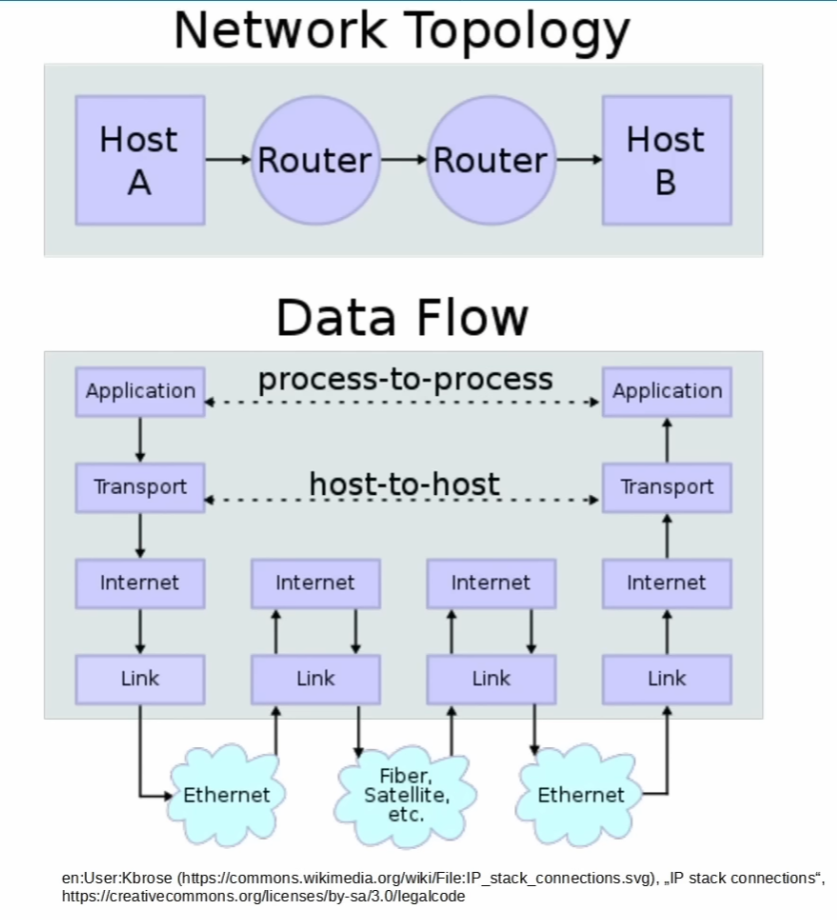 Network Topology
Host
A
Router
Router
Host
B
Data Flow
Application
process-to-process
Application
Transport
host-to-host
Transport
Internet
Internet
Internet
Internet
Link
Link
Link
Link
Ethernet
Fiber,
Satellite,
etc.
Ethernet
en:User:Kbrose (https://commons.wikimedia.org/wiki/File:IP_stack_connections.svg), „IP stack connections“,
https://creativecommons.org/licenses/by-sa/3.0/legalcode